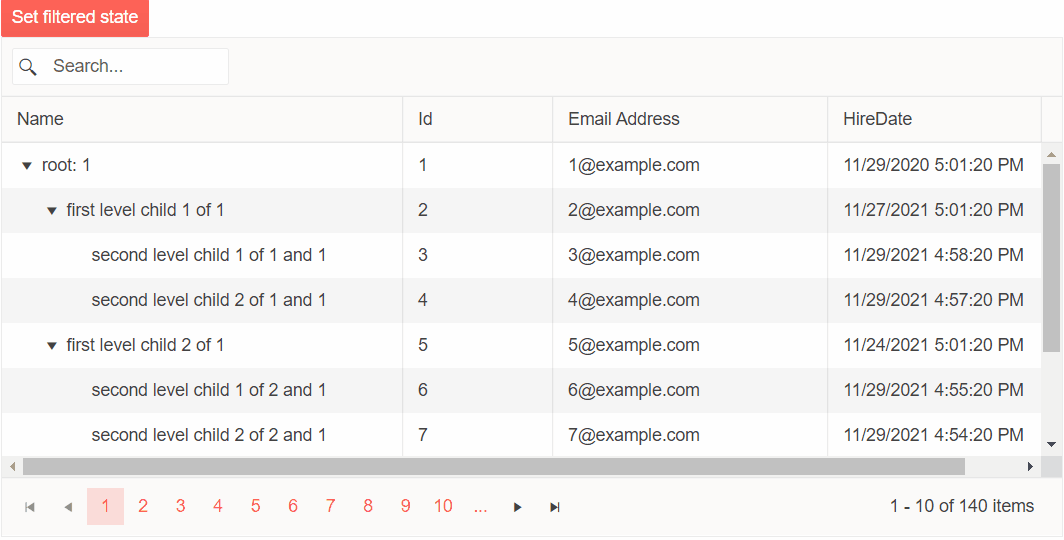 Set filtered state
Search...
Name Id Email Address HireDate
root: 1 1 1@example.com 11/29/2020 5:01:20 PM
first level child 1 of 1 2 2@example.com 11/27/2021 5:01:20 PM
second level child 1 of 1 and 1 3 3@example.com 11/29/2021 4:58:20 PM
second level child 2 of 1 and 1 4 4@example.com 11/29/2021 4:57:20 PM
first level child 2 of 1 5 5@example.com 11/24/2021 5:01:20 PM
second level child 1 of 2 and 1 6 6@example.com 11/29/2021 4:55:20 PM
second level child 2 of 2 and 1 7 7@example.com 11/29/2021 4:54:20 PM
1 2 3 4 5 6 7 8 9 10 ... 1 - 10 of 140 items